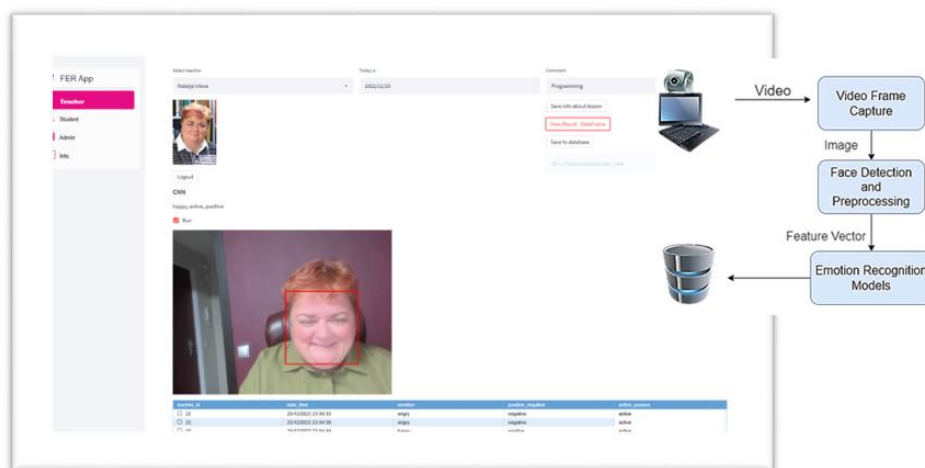 FER App
Teacher
Student
Admin
Info
Select teacher
Natalja Ivleva
Today is
2022/12/25
Comment
Programming
Save info about lesson
View Result - DataFrame
Save to database
Logout
CNN
happy, active, positive
Run
teacher_id date_time emotion positive_negative active_passive
angry negative active
angry negative active
Video
Video Frame
Capture
Image
Face Detection
and
Preprocessing
Feature Vector
Emotion Recognition
Models